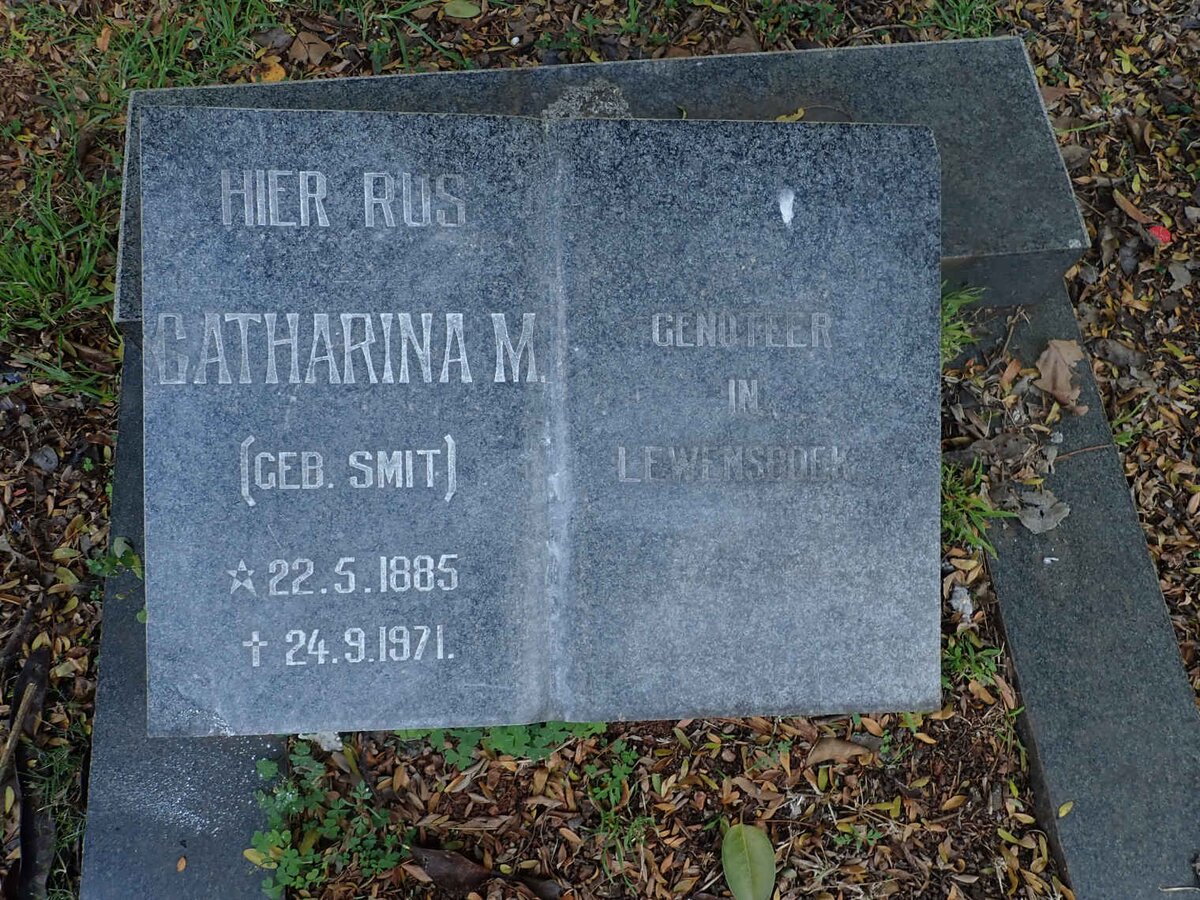 HIER RUS
CATHARINA M.
(GEB. SMIT)
☆ 22.5.1885
✝ 24.9.1971.
GENOTEER
IN
LEWENSBOEK